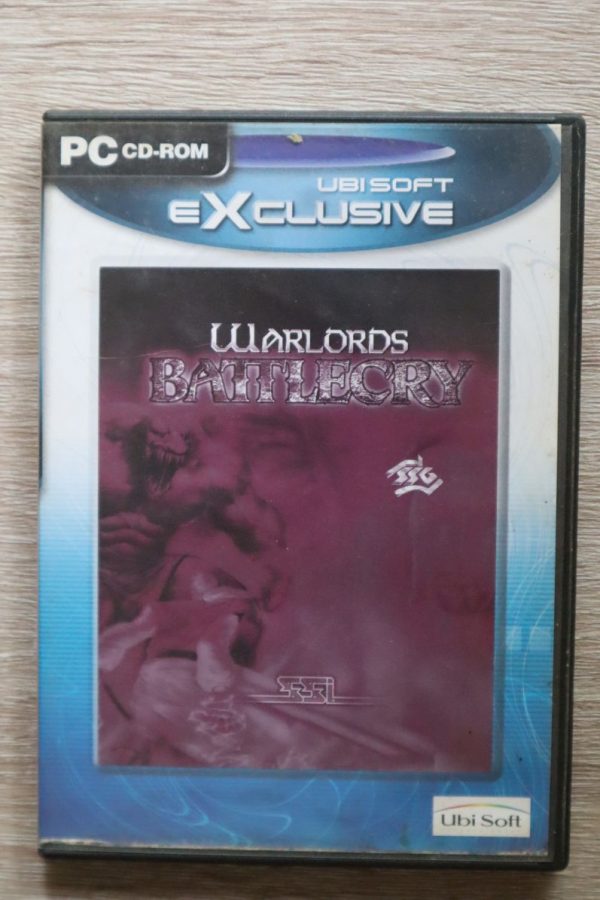 PC CD-ROM
UBI SOFT
eXclusive
WARLORDS
BATTLECRY
SSG
SSI
Ubi Soft